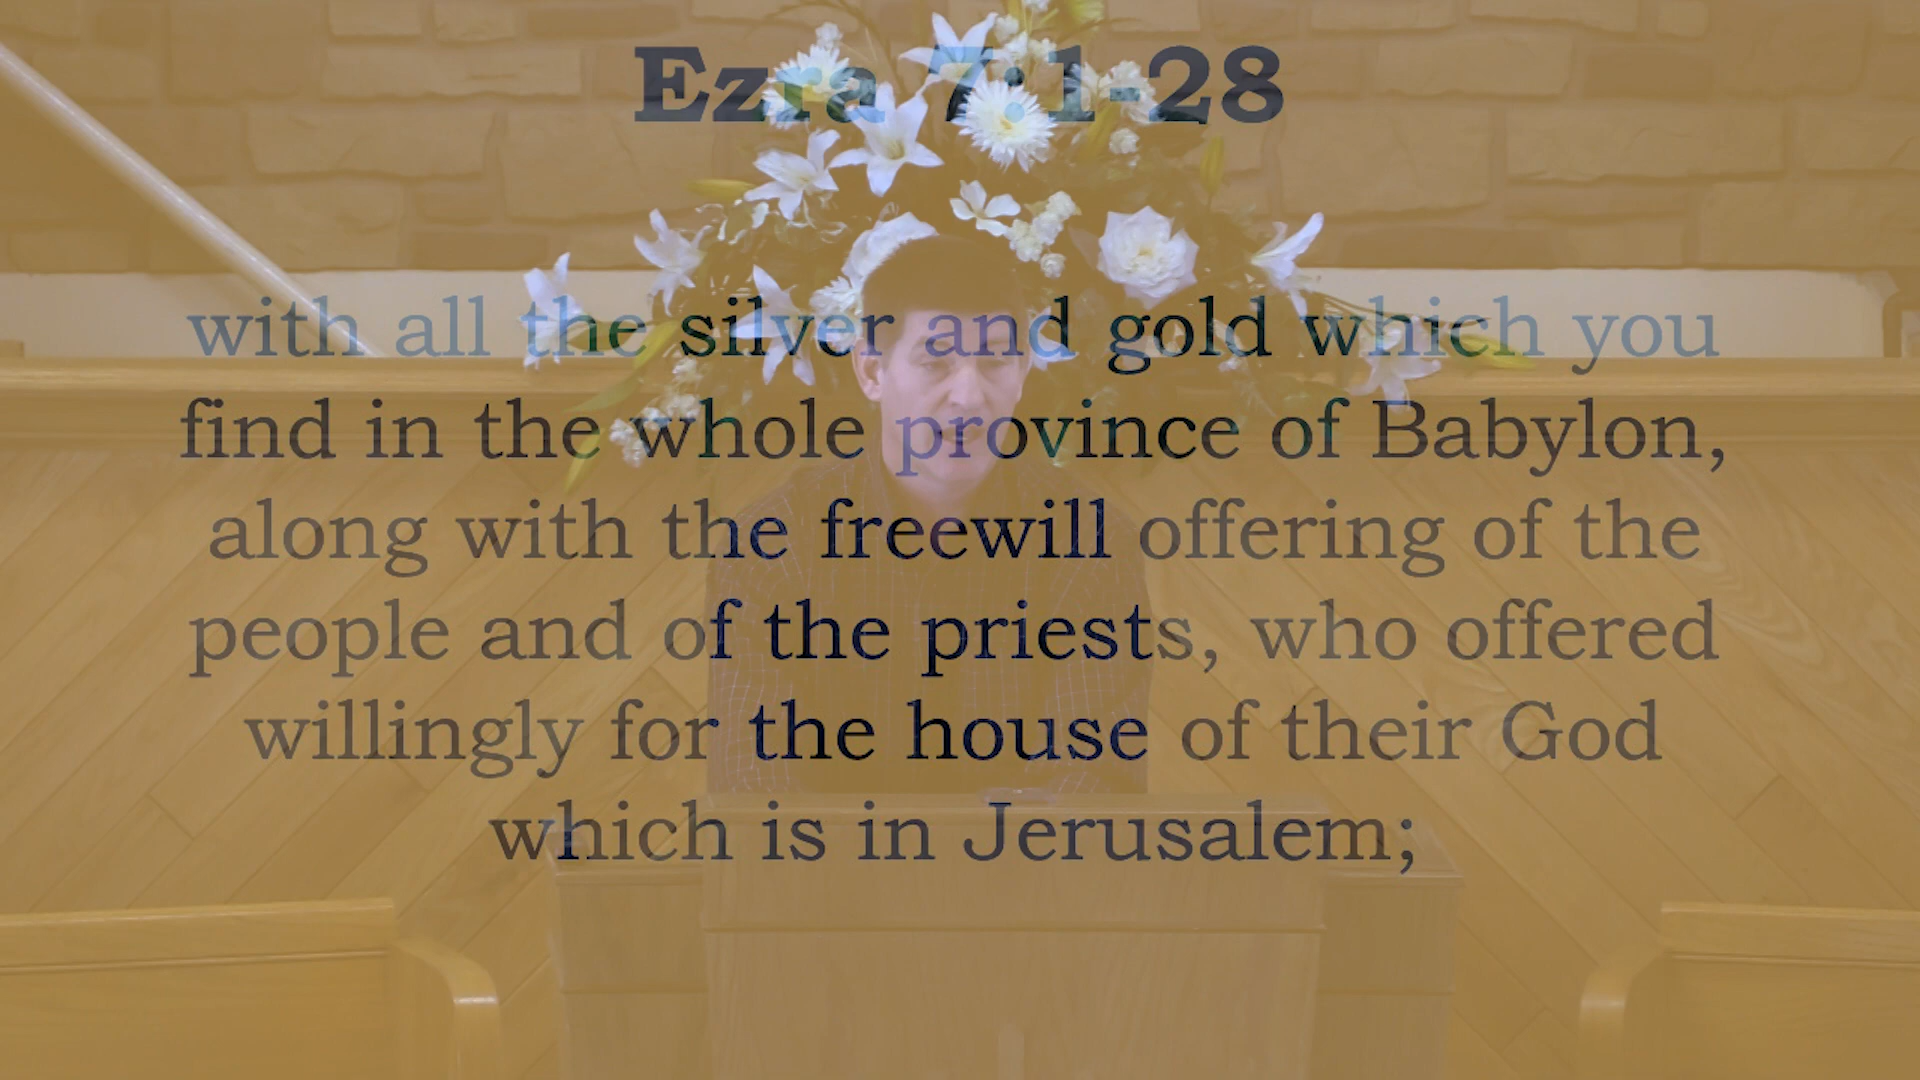 Ezra 7:1-28
with all the silver and gold which you
find in the whole province of Babylon,
along with the freewill offering of the
people and of the priests, who offered
willingly for the house of their God
which is in Jerusalem;